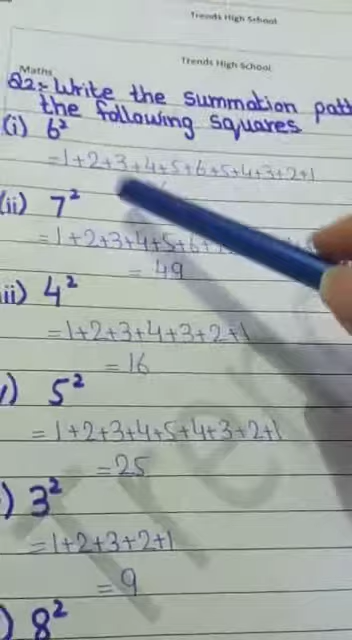 Trends High School
Trends High School
Maths
Q2:- Write the summation patt
the following squares
(i) 6²
=1+2+3+4+5+6+5+4+3+2+1
(ii) 7²
=1+2+3+4+5+6+
= 49
ii) 4²
=1+2+3+4+3+2+1
=16
) 5²
=1+2+3+4+5+4+3+2+1
=25
) 3²
=1+2+3+2+1
=9
) 8²
Tren